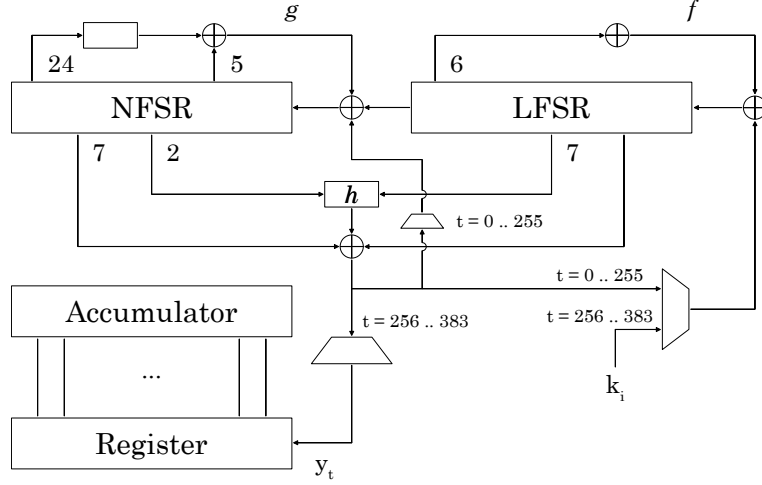 g
f
24
5
6
NFSR
LFSR
7
2
7
h
t = 0 .. 255
t = 0 .. 255
Accumulator
t = 256 .. 383
t = 256 .. 383
...
k_i
Register
y_t